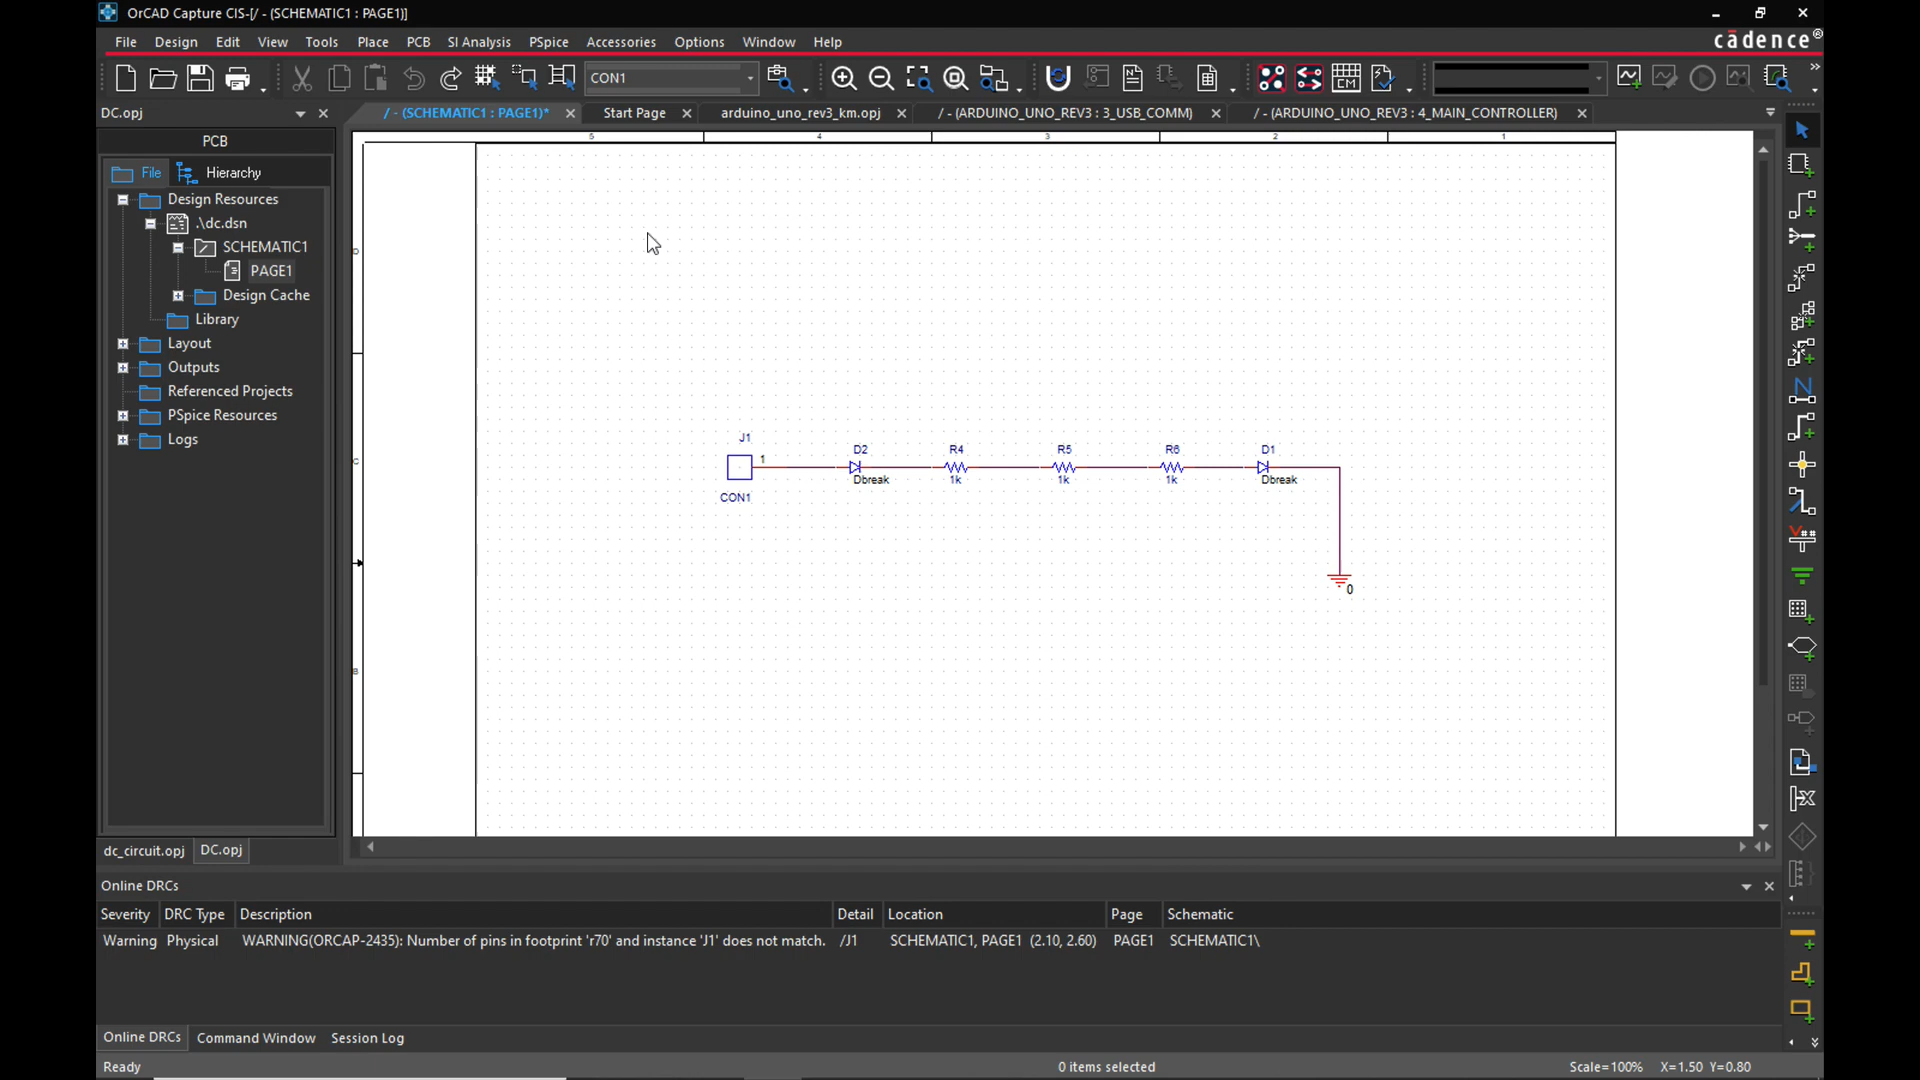 OrCAD Capture CIS-[/ - (SCHEMATIC1 : PAGE1)]
File Design Edit View Tools Place PCB SI Analysis PSpice Accessories Options Window Help
cādence®
CON1
DC.opj
/ - (SCHEMATIC1 : PAGE1)* Start Page arduino_uno_rev3_km.opj / - (ARDUINO_UNO_REV3 : 3_USB_COMM) / - (ARDUINO_UNO_REV3 : 4_MAIN_CONTROLLER)
PCB
File Hierarchy
Design Resources
.\dc.dsn
SCHEMATIC1
PAGE1
Design Cache
Library
Layout
Outputs
Referenced Projects
PSpice Resources
Logs
dc_circuit.opj DC.opj
5 4 3 2 1
D
C
B
J1
1
CON1
D2
Dbreak
R4
1k
R5
1k
R6
1k
D1
Dbreak
0
Online DRCs
Severity DRC Type Description Detail Location Page Schematic
Warning Physical WARNING(ORCAP-2435): Number of pins in footprint 'r70' and instance 'J1' does not match. /J1 SCHEMATIC1, PAGE1 (2.10, 2.60) PAGE1 SCHEMATIC1\
Online DRCs Command Window Session Log
Ready 0 items selected Scale=100% X=1.50 Y=0.80